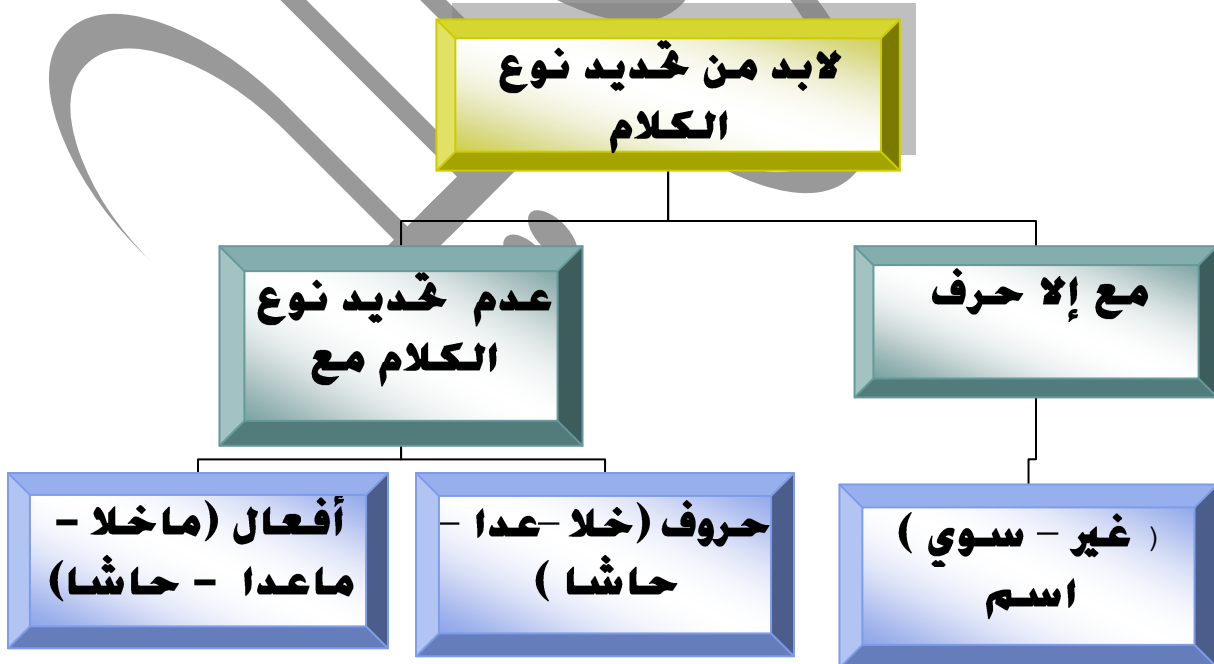 لابد من تحديد نوع
الكلام
مع إلا حرف
عدم تحديد نوع
الكلام مع
( غير – سوي )
اسم
حروف (خلا –عدا –
حاشا )
أفعال (ماخلا –
ماعدا – حاشا)